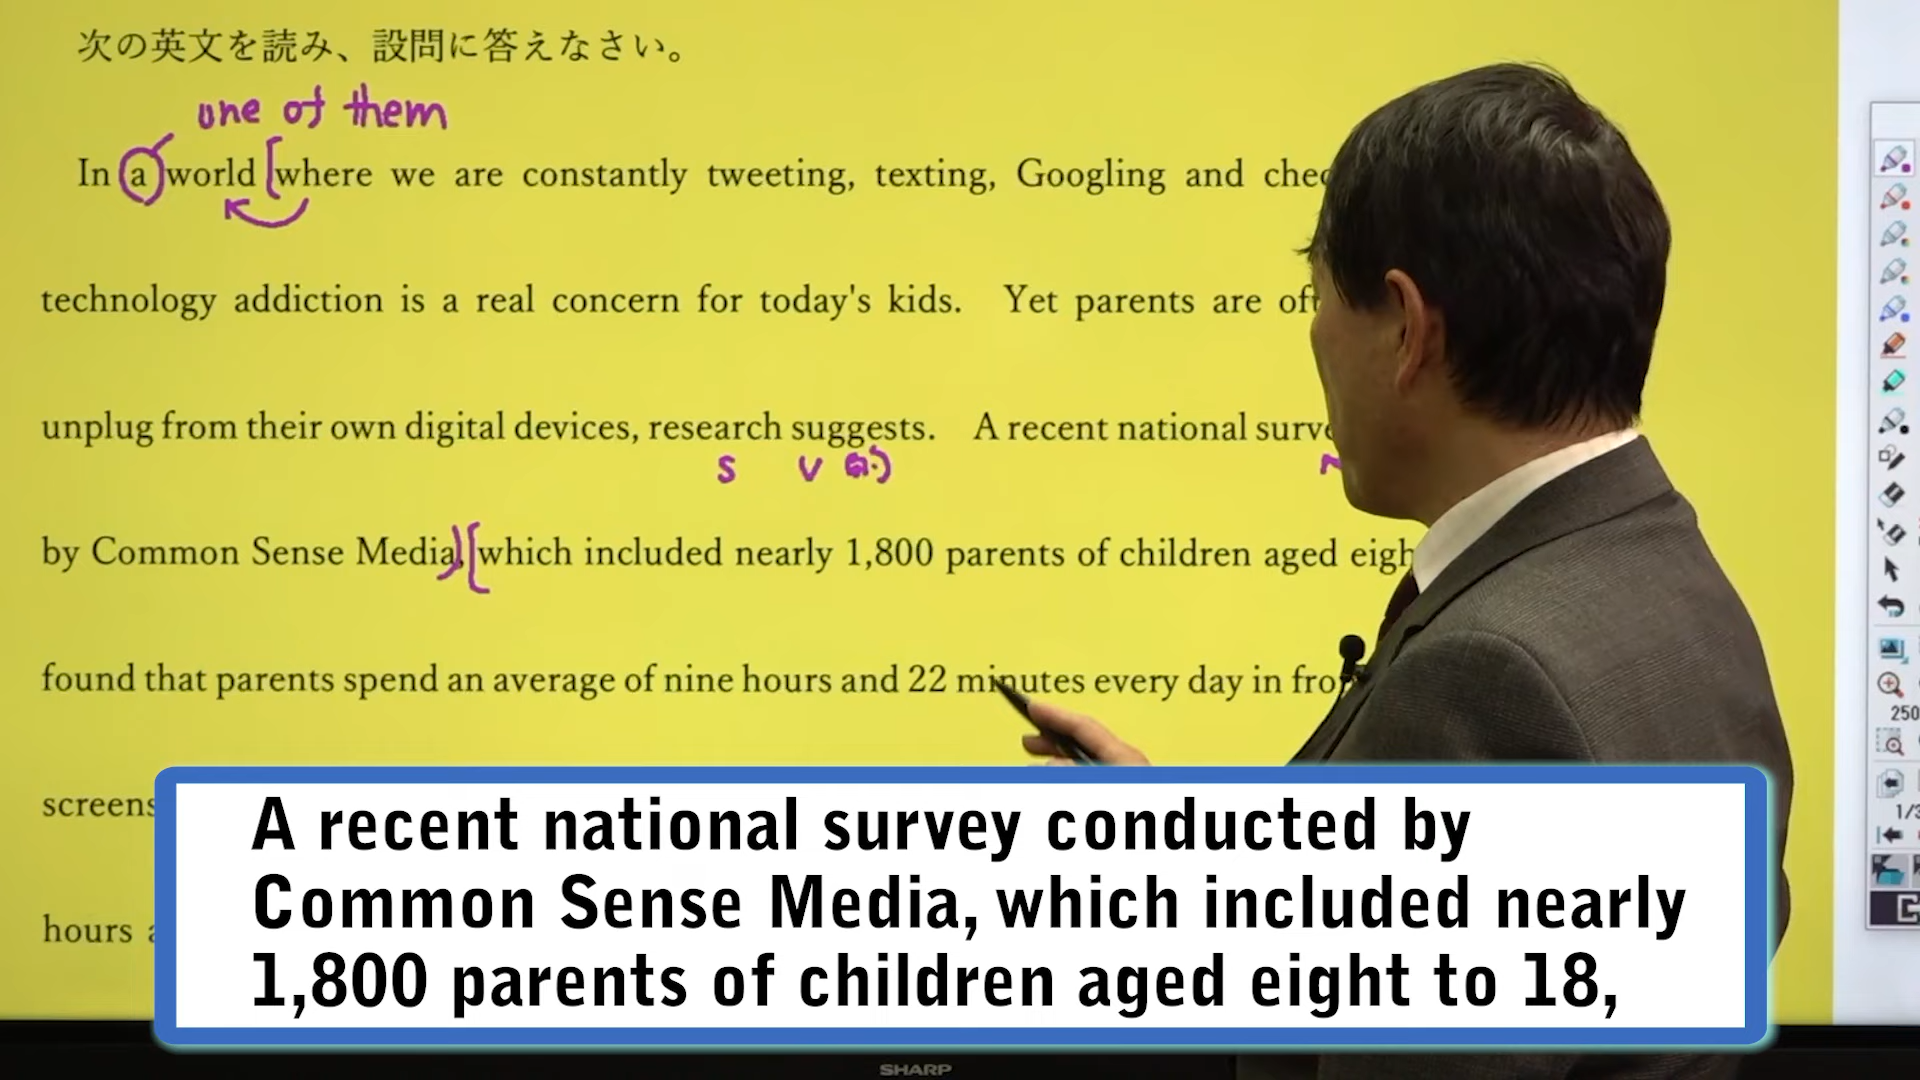 次の英文を読み、設問に答えなさい。
one of them
In a world where we are constantly tweeting, texting, Googling and
technology addiction is a real concern for today's kids. Yet parents are
unplug from their own digital devices, research suggests. A recent national
S V
by Common Sense Media, which included nearly 1,800 parents of children aged
found that parents spend an average of nine hours and 22 minutes every day in
screens
hours
A recent national survey conducted by
Common Sense Media, which included nearly
1,800 parents of children aged eight to 18,
250
SHARP